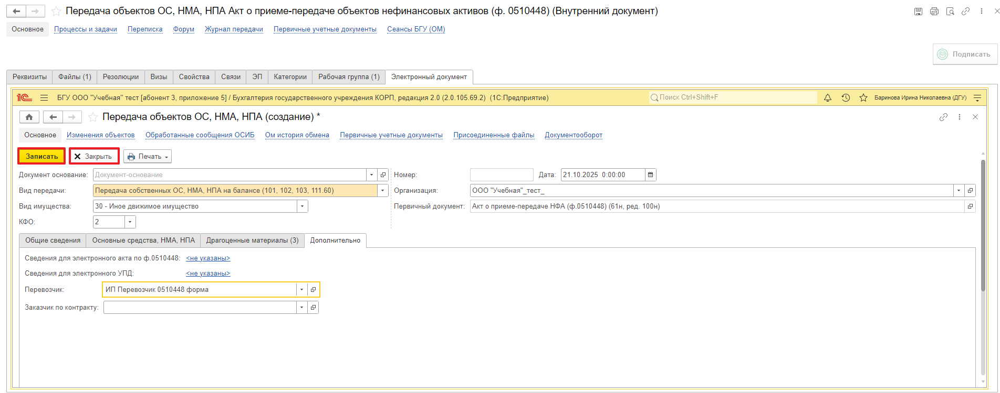 Передача объектов ОС, НМА, НПА Акт о приеме-передаче объектов нефинансовых активов (ф. 0510448) (Внутренний документ)
Основное Процессы и задачи Переписка Форум Журнал передачи Первичные учетные документы Сеансы БГУ (ОМ)
Подписать
Реквизиты Файлы (1) Резолюции Визы Свойства Связи ЭП Категории Рабочая группа (1) Электронный документ
1С БГУ ООО "Учебная" тест [абонент 3, приложение 5] / Бухгалтерия государственного учреждения КОРП, редакция 2.0 (2.0.105.69.2) (1С:Предприятие) Поиск Ctrl+Shift+F Баринова Ирина Николаевна (ДГУ)
Передача объектов ОС, НМА, НПА (создание) *
Основное Изменения объектов Обработанные сообщения ОСИБ Ом история обмена Первичные учетные документы Присоединенные файлы Документооборот
Записать Закрыть Печать
Документ основание: Документ-основание Номер: Дата: 21.10.2025 0:00:00
Вид передачи: Передача собственных ОС, НМА, НПА на балансе (101, 102, 103, 111.60) Организация: ООО "Учебная"_тест_
Вид имущества: 30 - Иное движимое имущество Первичный документ: Акт о приеме-передаче НФА (ф.0510448) (61н, ред. 100н)
КФО: 2
Общие сведения Основные средства, НМА, НПА Драгоценные материалы (3) Дополнительно
Сведения для электронного акта по ф.0510448: <не указаны>
Сведения для электронного УПД: <не указаны>
Перевозчик: ИП Перевозчик 0510448 форма
Заказчик по контракту: